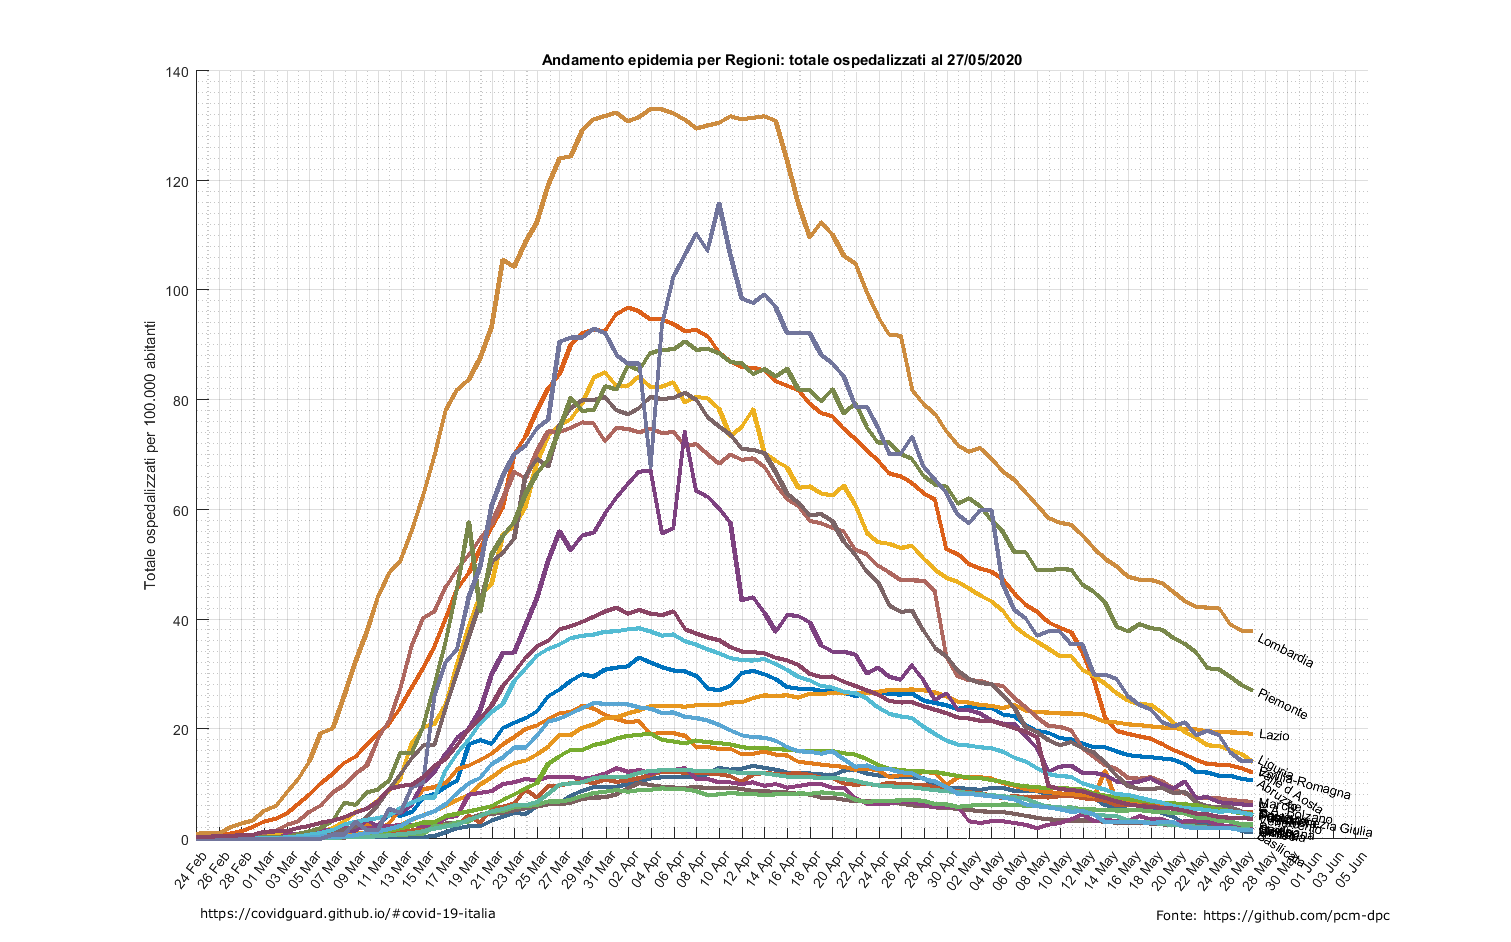 Andamento epidemia per Regioni: totale ospedalizzati al 27/05/2020
Totale ospedalizzati per 100.000 abitanti
140
120
100
80
60
40
20
0
Lombardia
Piemonte
Lazio
Liguria
Abruzzo
Marche
Basilicata
24 Feb
26 Feb
28 Feb
01 Mar
03 Mar
05 Mar
07 Mar
09 Mar
11 Mar
13 Mar
15 Mar
17 Mar
19 Mar
21 Mar
23 Mar
25 Mar
27 Mar
29 Mar
31 Mar
02 Apr
04 Apr
06 Apr
08 Apr
10 Apr
12 Apr
14 Apr
16 Apr
18 Apr
20 Apr
22 Apr
24 Apr
26 Apr
28 Apr
30 Apr
02 May
04 May
06 May
08 May
10 May
12 May
14 May
16 May
18 May
20 May
22 May
24 May
26 May
28 May
30 May
01 Jun
03 Jun
05 Jun
https://covidguard.github.io/#covid-19-italia
Fonte: https://github.com/pcm-dpc